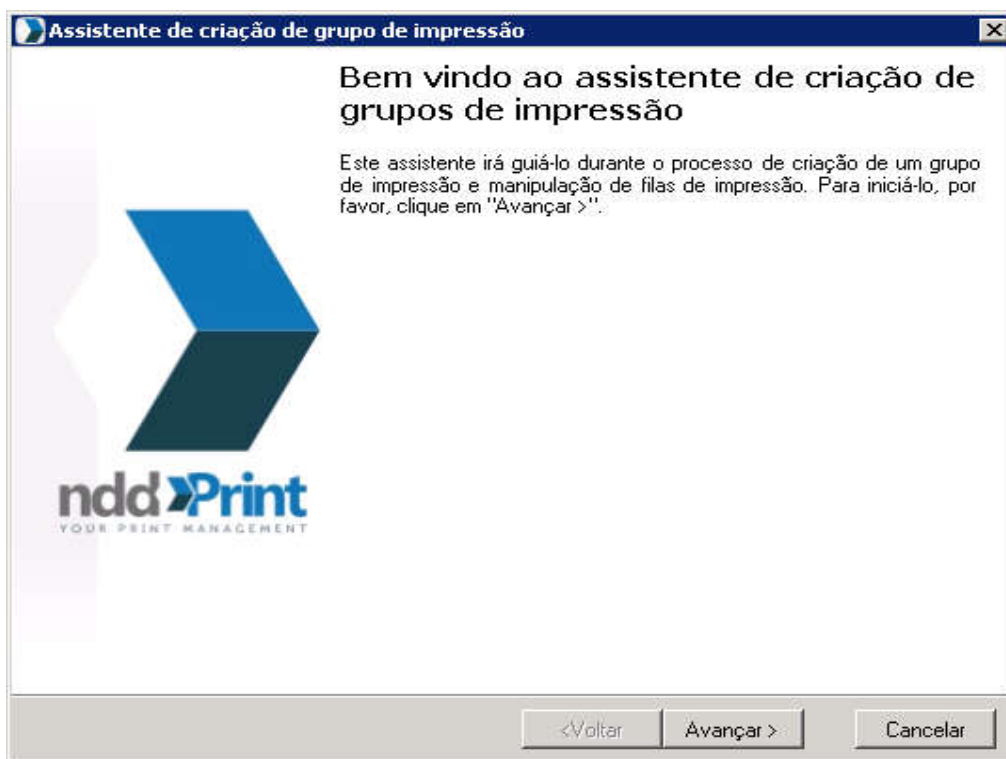 Assistente de criação de grupo de impressão
Bem vindo ao assistente de criação de
grupos de impressão
Este assistente irá guiá-lo durante o processo de criação de um grupo
de impressão e manipulação de filas de impressão. Para iniciá-lo, por
favor, clique em "Avançar >".
ndd Print
YOUR PRINT MANAGEMENT
<Voltar
Avançar >
Cancelar